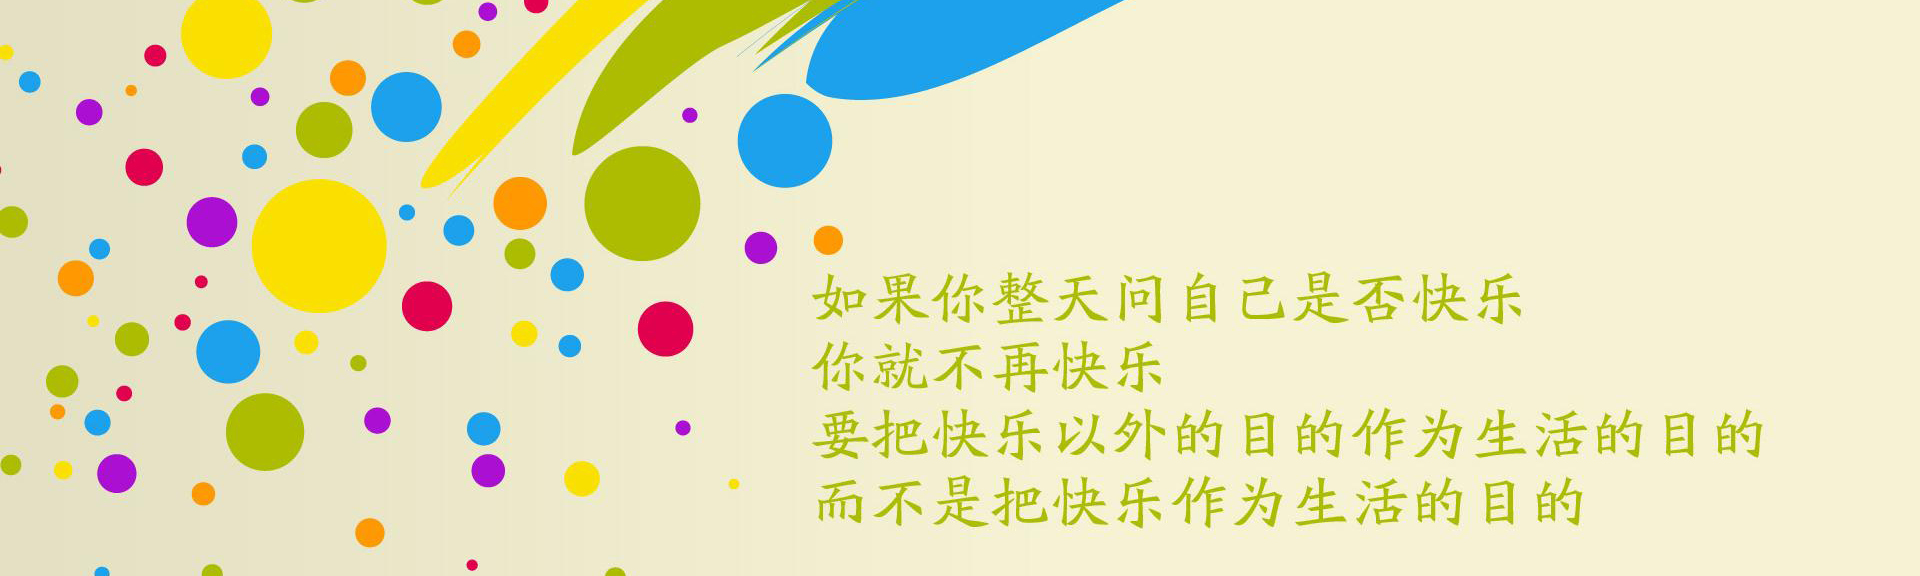 如果你整天问自己是否快乐
你就不再快乐
要把快乐以外的目的作为生活的目的
而不是把快乐作为生活的目的